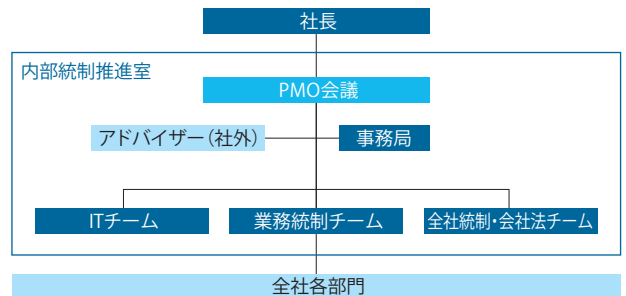 社長
内部統制推進室
PMO会議
アドバイザー（社外）
事務局
ITチーム
業務統制チーム
全社統制・会社法チーム
全社各部門